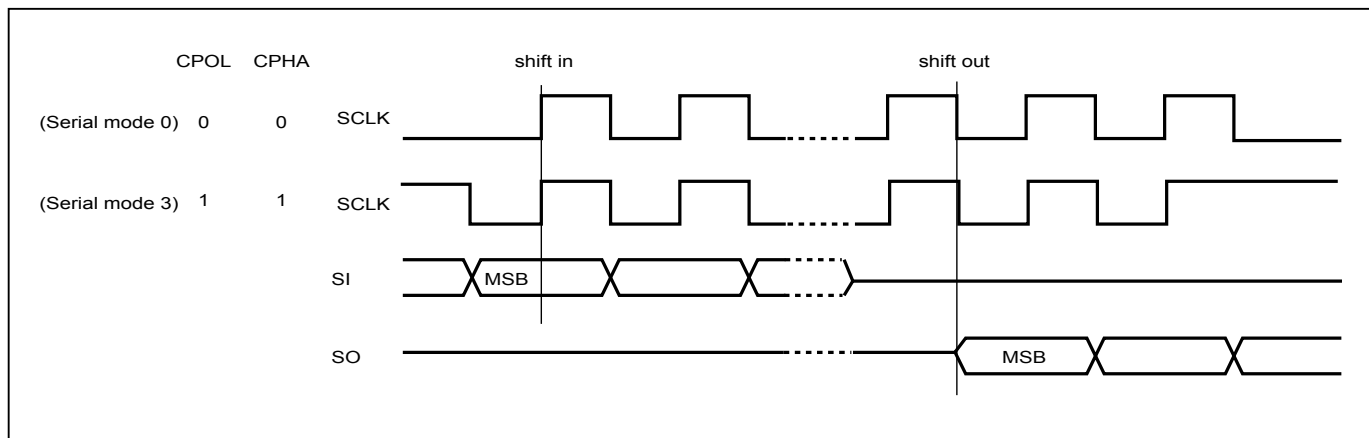 CPOL CPHA shift in shift out
(Serial mode 0) 0 0 SCLK
(Serial mode 3) 1 1 SCLK
SI MSB
SO MSB